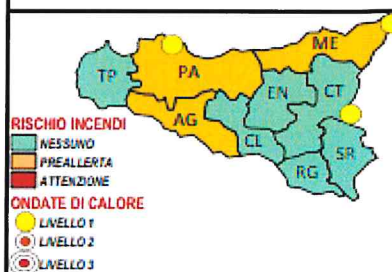 ME
TP
PA
EN
CT
AG
CL
SR
RG
RISCHIO INCENDI
NESSUNO
PREALLERTA
ATTENZIONE
ONDATE DI CALORE
LIVELLO 1
LIVELLO 2
LIVELLO 3